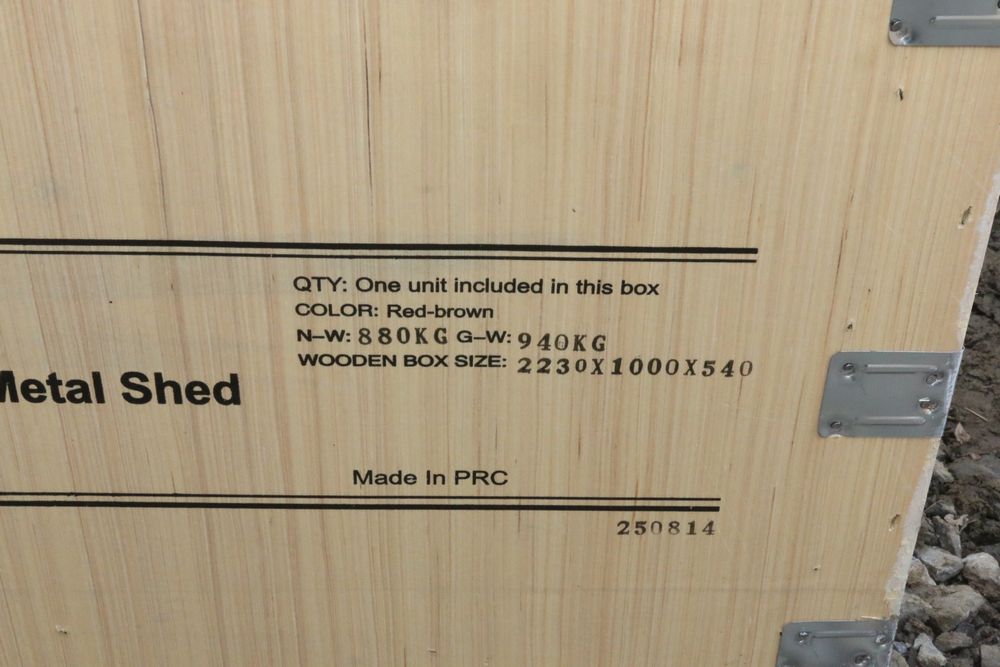 QTY: One unit included in this box
COLOR: Red-brown
N-W: 880KG G-W: 940KG
WOODEN BOX SIZE: 2230X1000X540
Metal Shed
Made In PRC
250814